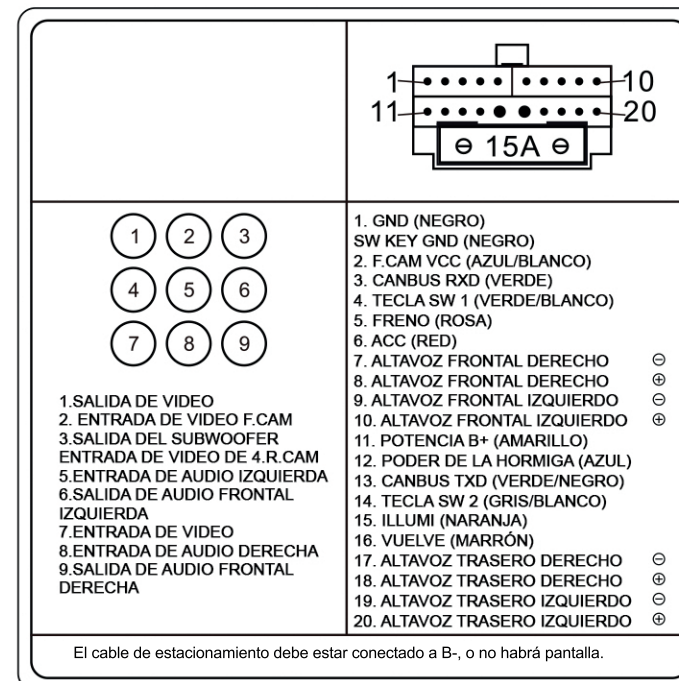 1 10
11 20
⊖ 15A ⊖
1 2 3
4 5 6
7 8 9
1.SALIDA DE VIDEO
2. ENTRADA DE VIDEO F.CAM
3.SALIDA DEL SUBWOOFER
ENTRADA DE VIDEO DE 4.R.CAM
5.ENTRADA DE AUDIO IZQUIERDA
6.SALIDA DE AUDIO FRONTAL
IZQUIERDA
7.ENTRADA DE VIDEO
8.ENTRADA DE AUDIO DERECHA
9.SALIDA DE AUDIO FRONTAL
DERECHA
1. GND (NEGRO)
SW KEY GND (NEGRO)
2. F.CAM VCC (AZUL/BLANCO)
3. CANBUS RXD (VERDE)
4. TECLA SW 1 (VERDE/BLANCO)
5. FRENO (ROSA)
6. ACC (RED)
7. ALTAVOZ FRONTAL DERECHO ⊖
8. ALTAVOZ FRONTAL DERECHO ⊕
9. ALTAVOZ FRONTAL IZQUIERDO ⊖
10. ALTAVOZ FRONTAL IZQUIERDO ⊕
11. POTENCIA B+ (AMARILLO)
12. PODER DE LA HORMIGA (AZUL)
13. CANBUS TXD (VERDE/NEGRO)
14. TECLA SW 2 (GRIS/BLANCO)
15. ILLUMI (NARANJA)
16. VUELVE (MARRÓN)
17. ALTAVOZ TRASERO DERECHO ⊖
18. ALTAVOZ TRASERO DERECHO ⊕
19. ALTAVOZ TRASERO IZQUIERDO ⊖
20. ALTAVOZ TRASERO IZQUIERDO ⊕
El cable de estacionamiento debe estar conectado a B-, o no habrá pantalla.